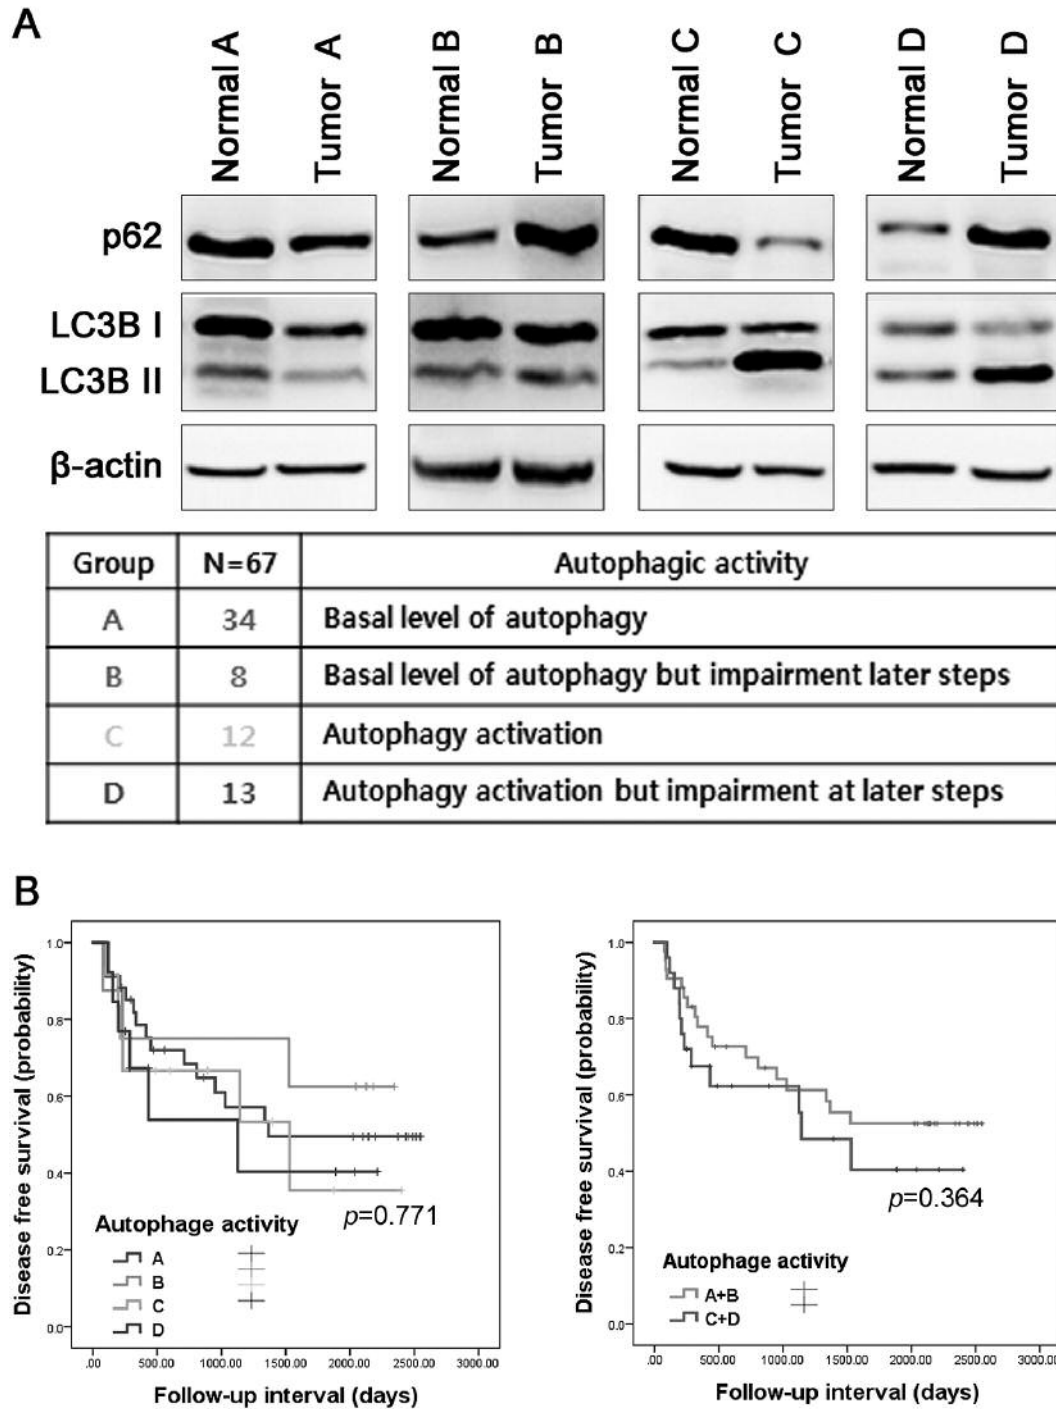 A
Normal A
Tumor A
Normal B
Tumor B
Normal C
Tumor C
Normal D
Tumor D
p62
LC3B I
LC3B II
β-actin
Group N=67 Autophagic activity
A 34 Basal level of autophagy
B 8 Basal level of autophagy but impairment later steps
C 12 Autophagy activation
D 13 Autophagy activation but impairment at later steps
B
Disease free survival (probability)
1.0
0.8
0.6
0.4
0.2
0.0
p=0.771
Autophage activity
A
B
C
D
.00 500.00 1000.00 1500.00 2000.00 2500.00 3000.00
Follow-up interval (days)
Disease free survival (probability)
1.0
0.8
0.6
0.4
0.2
0.0
p=0.364
Autophage activity
A+B
C+D
.00 500.00 1000.00 1500.00 2000.00 2500.00 3000.00
Follow-up interval (days)